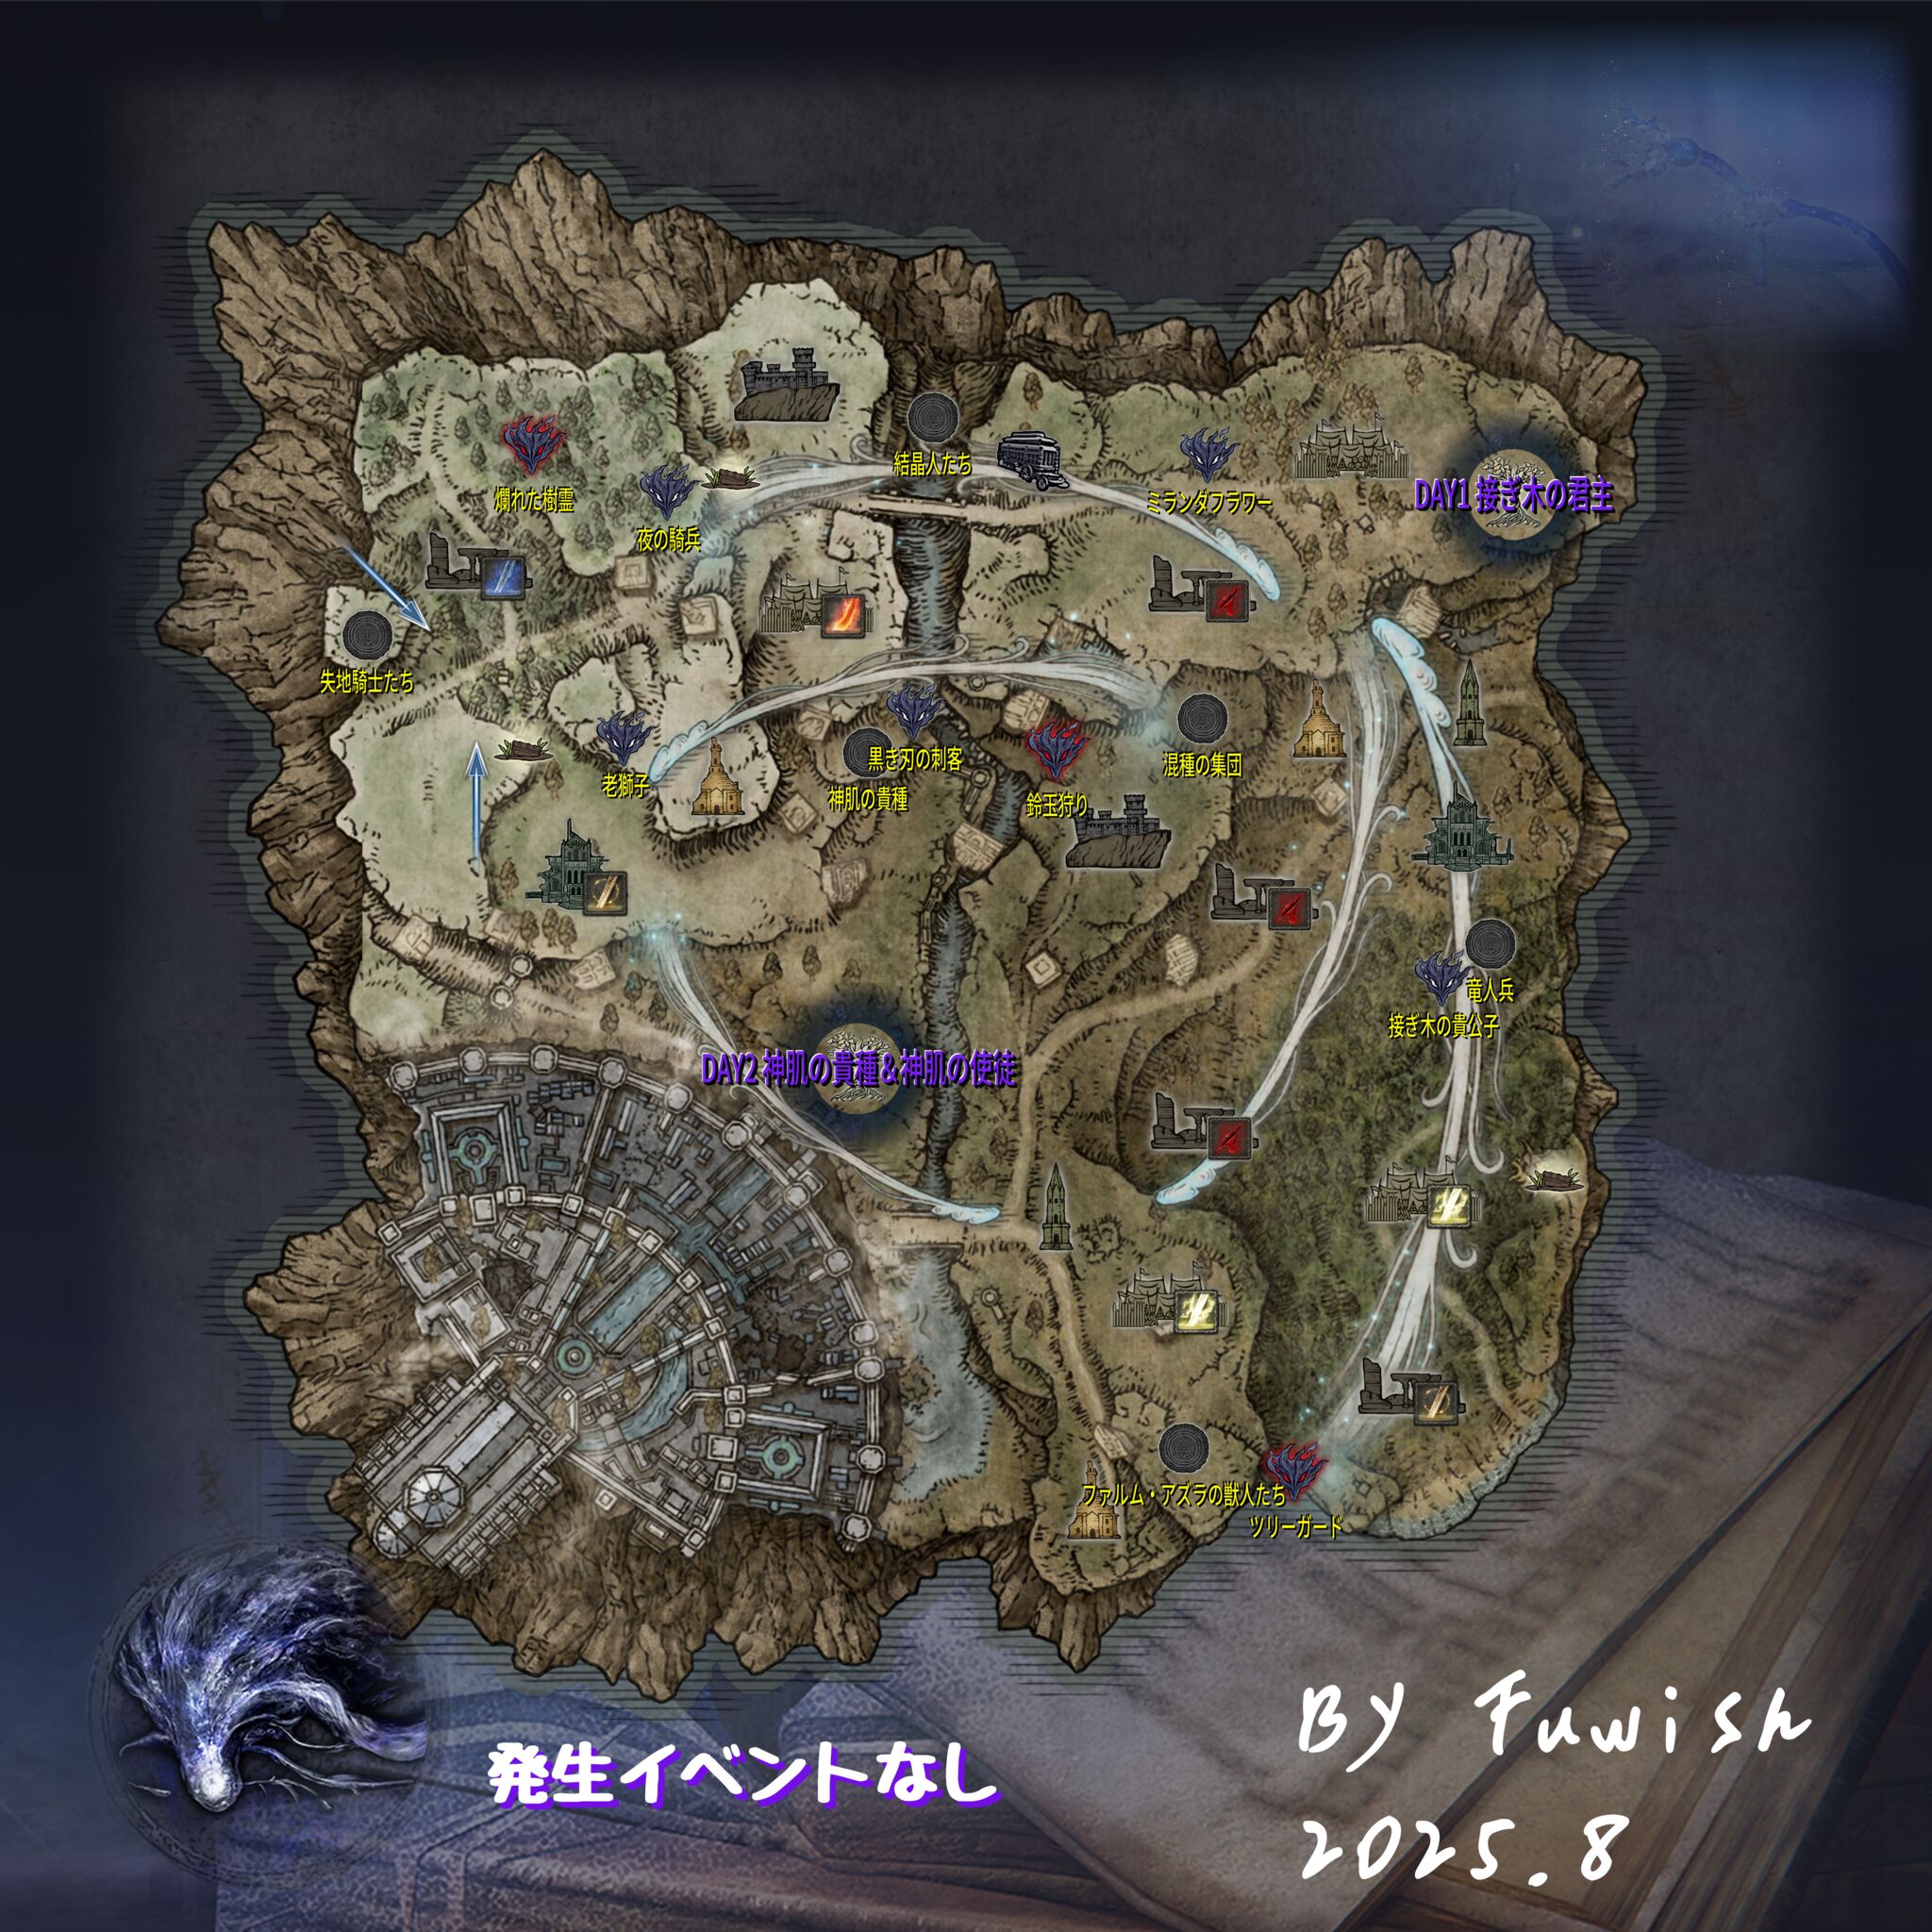 結晶人たち
爛れた樹霊
夜の騎兵
ミランダフラワー
DAY1 接ぎ木の君主
失地騎士たち
老獅子
黒き刃の刺客
神肌の貴種
鈴玉狩り
混種の集団
竜人兵
接ぎ木の貴公子
DAY2 神肌の貴種&神肌の使徒
ファルム・アズラの獣人たち
ツリーガード
発生イベントなし
By Fuwish
2025.8